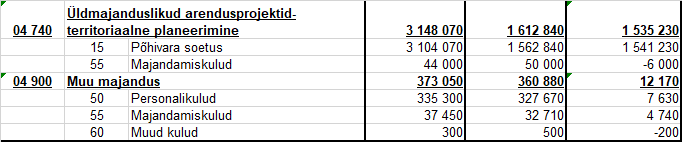 Üldmajanduslikud arendusprojektid-
04 740 territoriaalne planeerimine 3 148 070 1 612 840 1 535 230
15 Põhivara soetus 3 104 070 1 562 840 1 541 230
55 Majandamiskulud 44 000 50 000 -6 000
04 900 Muu majandus 373 050 360 880 12 170
50 Personalikulud 335 300 327 670 7 630
55 Majandamiskulud 37 450 32 710 4 740
60 Muud kulud 300 500 -200